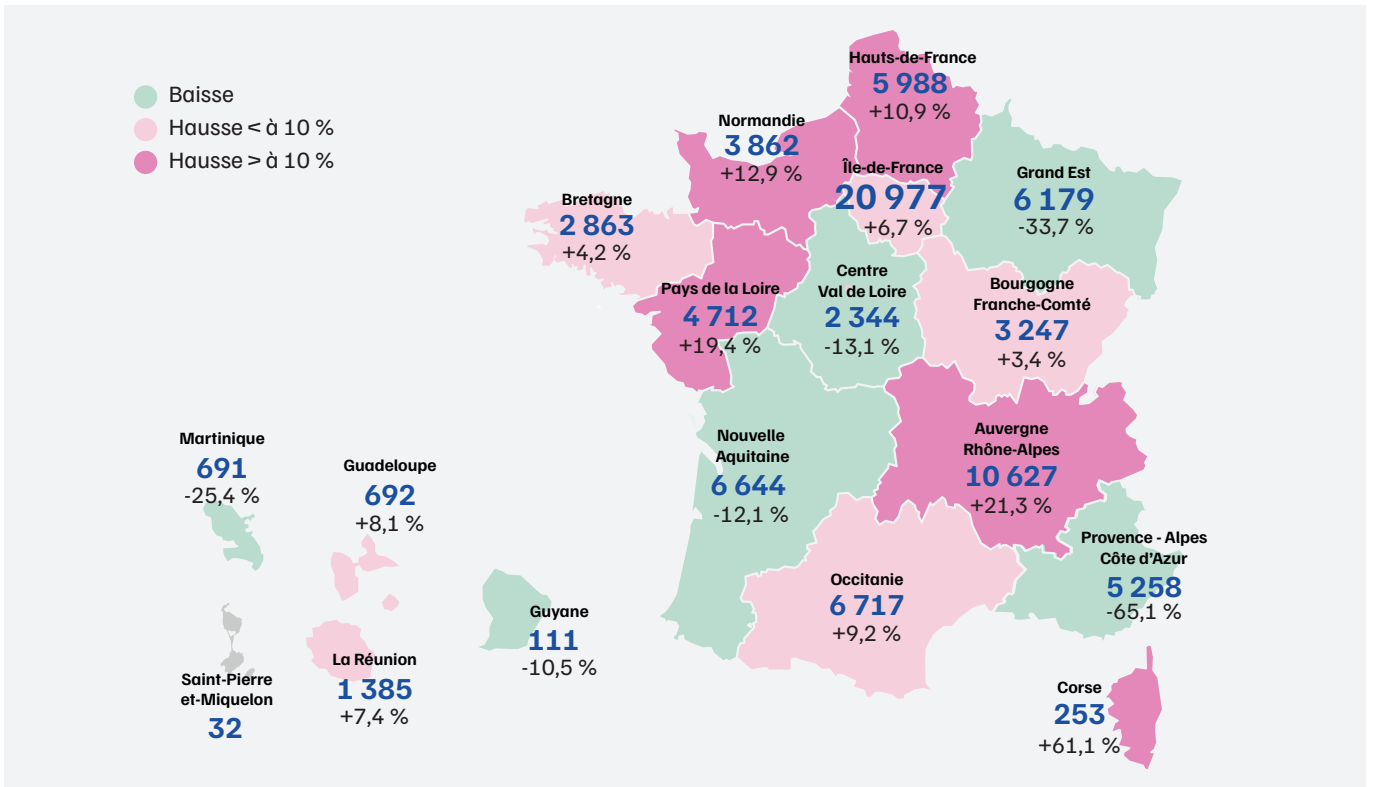 Baisse
Hausse < à 10 %
Hausse > à 10 %
Hauts-de-France
5 988
+10,9 %
Normandie
3 862
+12,9 %
Île-de-France
20 977
+6,7 %
Grand Est
6 179
-33,7 %
Bretagne
2 863
+4,2 %
Pays de la Loire
4 712
+19,4 %
Centre
Val de Loire
2 344
-13,1 %
Bourgogne
Franche-Comté
3 247
+3,4 %
Nouvelle
Aquitaine
6 644
-12,1 %
Auvergne
Rhône-Alpes
10 627
+21,3 %
Provence - Alpes
Côte d'Azur
5 258
-65,1 %
Occitanie
6 717
+9,2 %
Corse
253
+61,1 %
Martinique
691
-25,4 %
Guadeloupe
692
+8,1 %
Guyane
111
-10,5 %
Saint-Pierre
et-Miquelon
32
La Réunion
1 385
+7,4 %